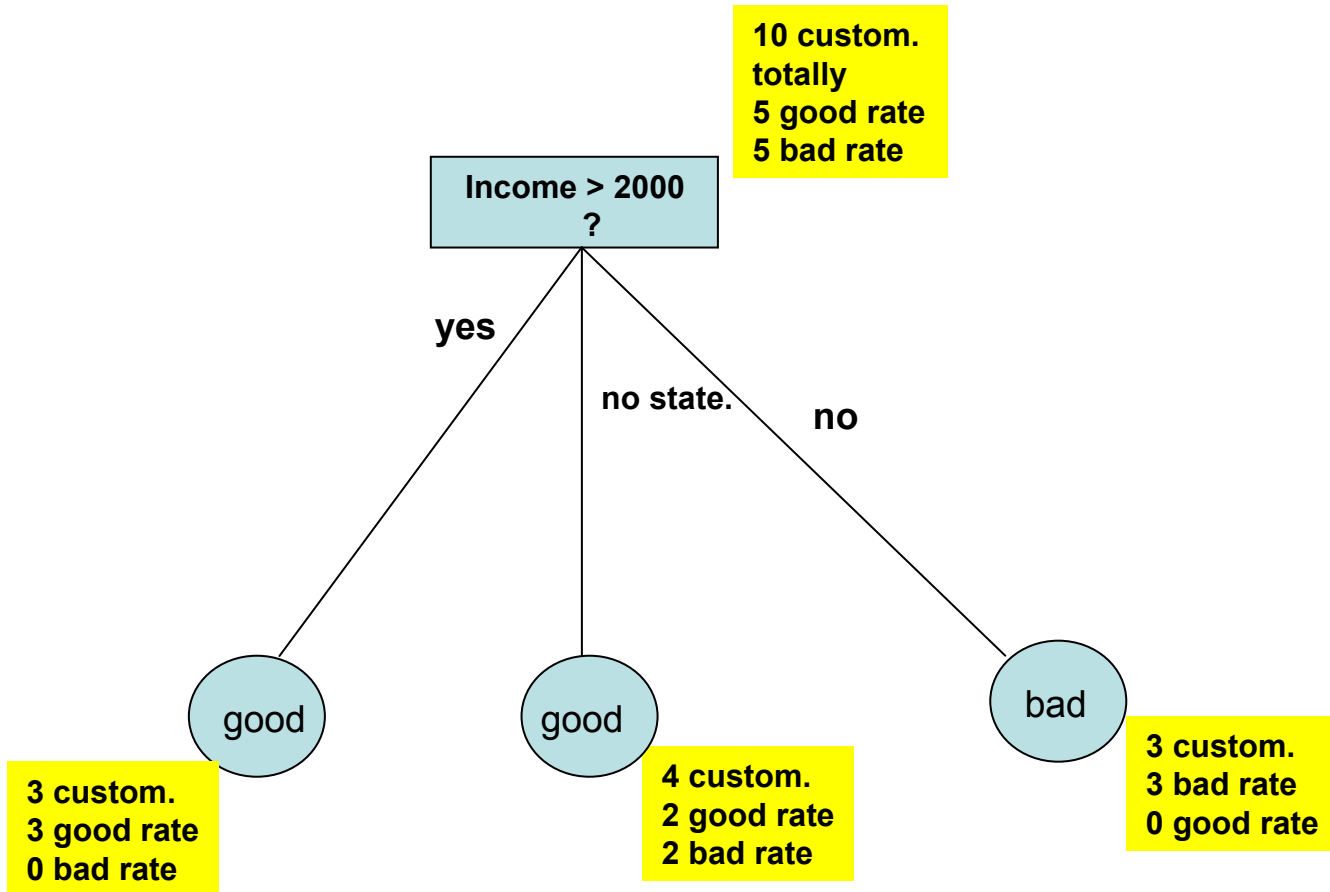 10 custom.
totally
5 good rate
5 bad rate
Income > 2000
?
yes
no state.
no
good
good
bad
3 custom.
3 good rate
0 bad rate
4 custom.
2 good rate
2 bad rate
3 custom.
3 bad rate
0 good rate